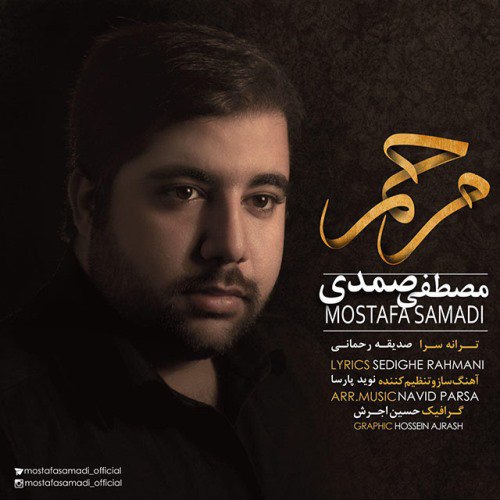 مرحم
مصطفی صمدی
MOSTAFA SAMADI
ترانه سرا صدیقه رحمانی
LYRICS SEDIGHE RAHMANI
آهنگساز و تنظیم کننده نوید پارسا
ARR.MUSIC NAVID PARSA
گرافیک حسین اجرش
GRAPHIC HOSSEIN AJRASH
mostafasamadi_official
mostafasamadi_official